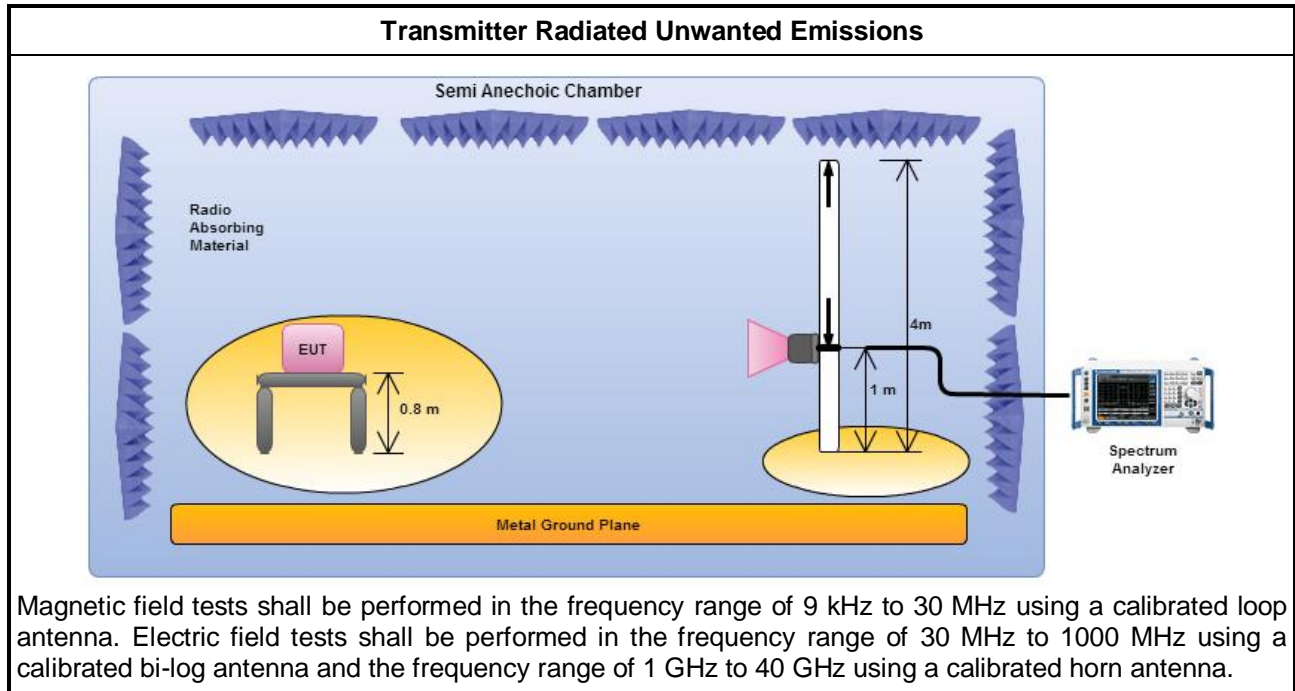 Transmitter Radiated Unwanted Emissions
Semi Anechoic Chamber
Radio
Absorbing
Material
EUT
0.8 m
4m
1 m
Spectrum
Analyzer
Metal Ground Plane
Magnetic field tests shall be performed in the frequency range of 9 kHz to 30 MHz using a calibrated loop
antenna. Electric field tests shall be performed in the frequency range of 30 MHz to 1000 MHz using a
calibrated bi-log antenna and the frequency range of 1 GHz to 40 GHz using a calibrated horn antenna.